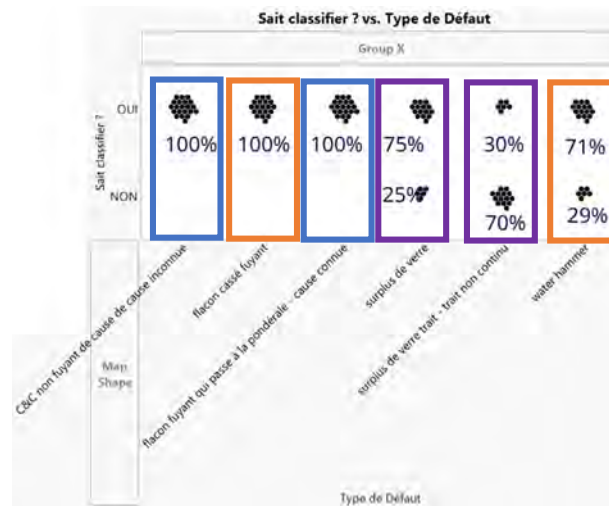 Sait classifier ? vs. Type de Défaut
Group X
Sait classifier ?
OUI
100%
100%
100%
75%
30%
71%
NON
25%
70%
29%
C&C non fuyant de cause de cause inconnue
flacon cassé fuyant
flacon fuyant qui passe à la pondérale - cause connue
surplus de verre
surplus de verre trait - trait non continu
water hammer
Map
Shape
Type de Défaut